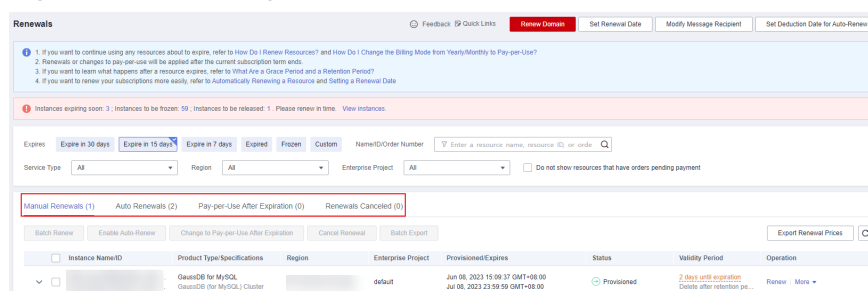 Renewals
Feedback Quick Links Renew Domain Set Renewal Date Modify Message Recipient Set Deduction Date for Auto-Renew
1. If you want to continue using any resources about to expire, refer to How Do I Renew Resources? and How Do I Change the Billing Mode from Yearly/Monthly to Pay-per-Use?
2. Renewals or changes to pay-per-use will be applied after the current subscription term ends.
3. If you want to learn what happens after a resource expires, refer to What Are a Grace Period and a Retention Period?
4. If you want to renew your subscriptions more easily, refer to Automatically Renewing a Resource and Setting a Renewal Date
Instances expiring soon: 3 ; Instances to be frozen: 59 ; Instances to be released: 1 . Please renew in time. View instances.
Expires Expire in 30 days Expire in 15 days Expire in 7 days Expired Frozen Custom Name/ID/Order Number Enter a resource name, resource ID, or orde
Service Type All Region All Enterprise Project All Do not show resources that have orders pending payment
Manual Renewals (1) Auto Renewals (2) Pay-per-Use After Expiration (0) Renewals Canceled (0)
Batch Renew Enable Auto-Renew Change to Pay-per-Use After Expiration Cancel Renewal Batch Export Export Renewal Prices
Instance Name/ID Product Type/Specifications Region Enterprise Project Provisioned/Expires Status Validity Period Operation
GaussDB for MySQL default Jun 08, 2023 15:09:37 GMT+08:00 Provisioned 2 days until expiration Renew More
GaussDB (for MySQL) Cluster Jul 08, 2023 23:59:59 GMT+08:00 Delete after retention pe...